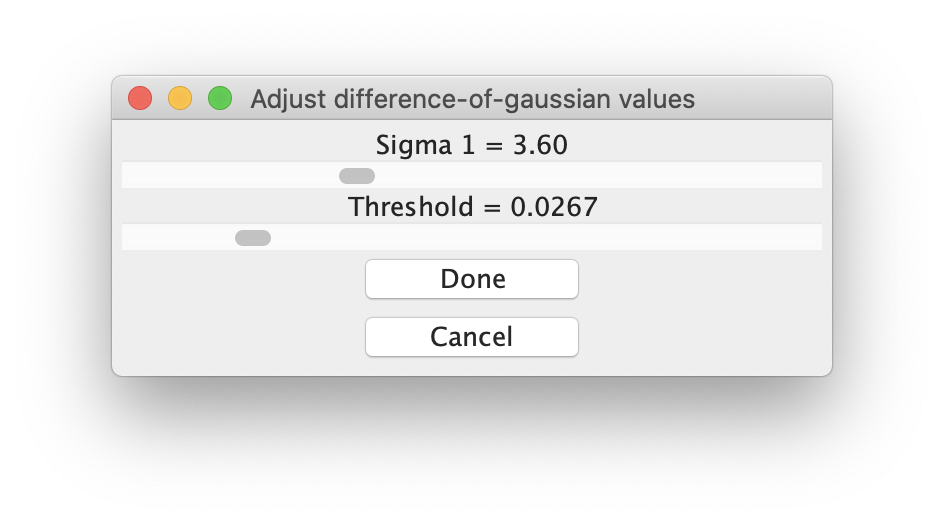 Adjust difference-of-gaussian values
Sigma 1 = 3.60
Threshold = 0.0267
Done
Cancel